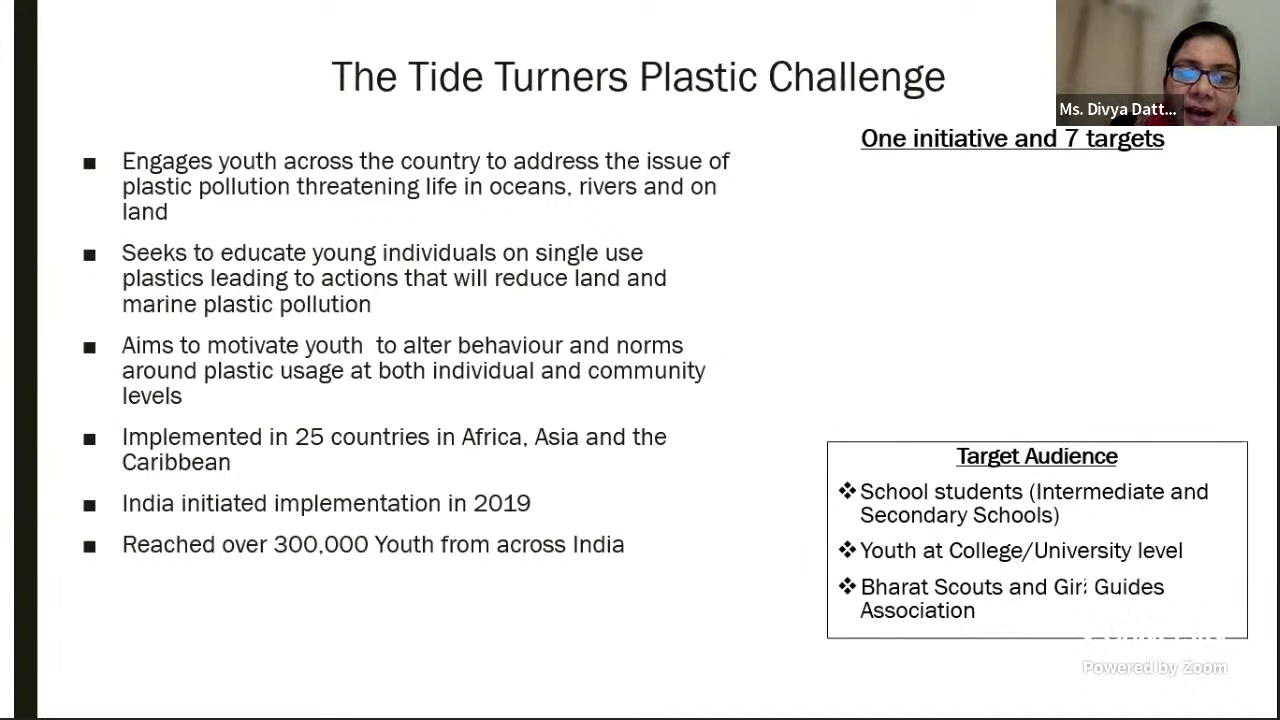 The Tide Turners Plastic Challenge
Ms. Divya Datt...
One initiative and 7 targets
■ Engages youth across the country to address the issue of
plastic pollution threatening life in oceans, rivers and on
land
■ Seeks to educate young individuals on single use
plastics leading to actions that will reduce land and
marine plastic pollution
■ Aims to motivate youth to alter behaviour and norms
around plastic usage at both individual and community
levels
■ Implemented in 25 countries in Africa, Asia and the
Caribbean
■ India initiated implementation in 2019
■ Reached over 300,000 Youth from across India
Target Audience
❖ School students (Intermediate and
Secondary Schools)
❖ Youth at College/University level
❖ Bharat Scouts and Guides
Association
Powered by Zoom